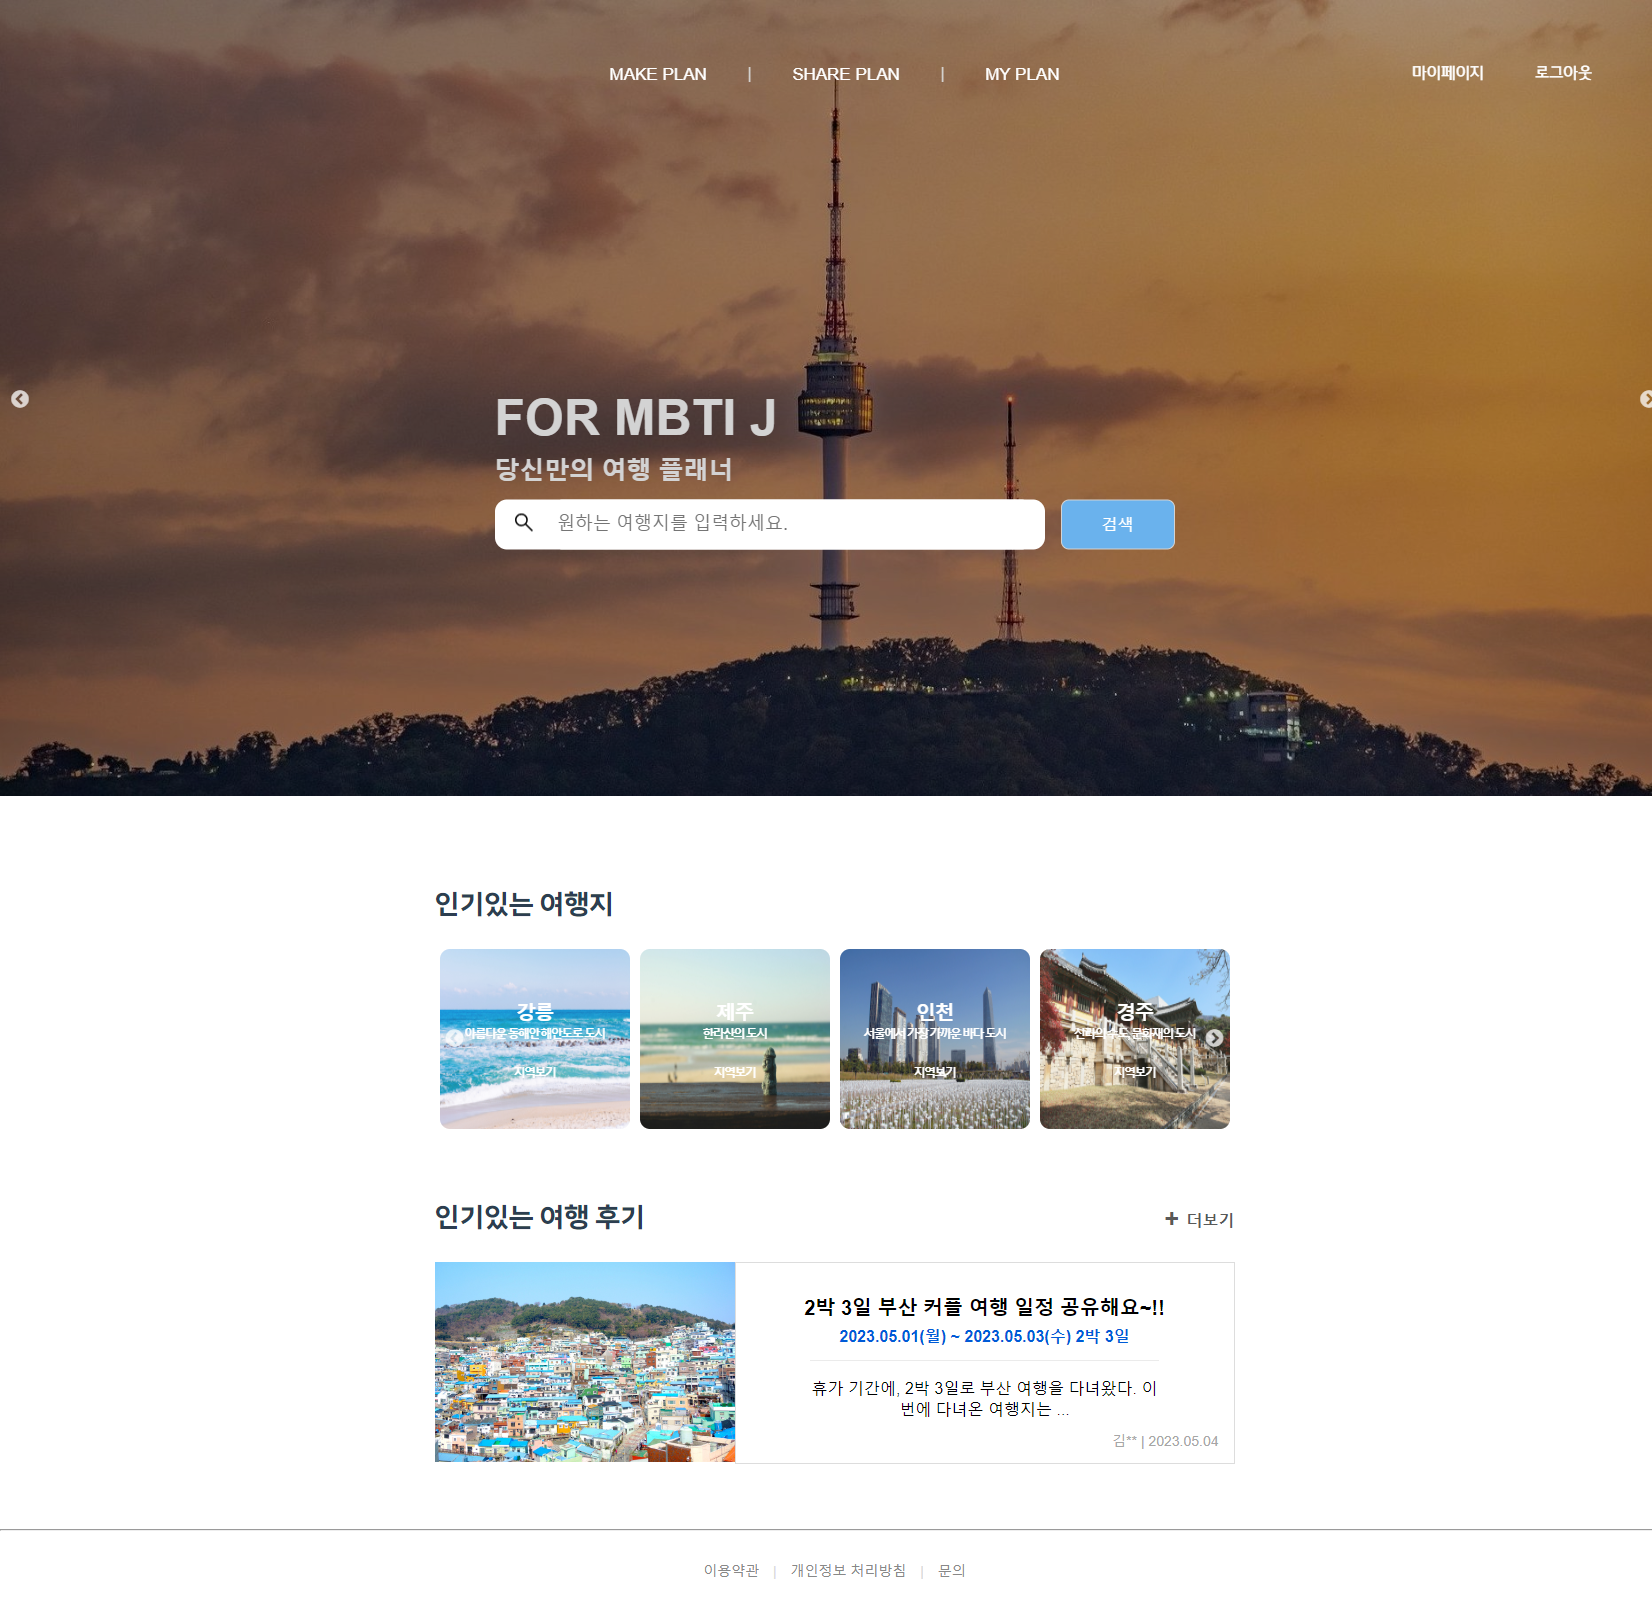 MAKE PLAN | SHARE PLAN | MY PLAN 마이페이지 로그아웃
FOR MBTI J
당신만의 여행 플래너
원하는 여행지를 입력하세요. 검색
인기있는 여행지
강릉
아름다운 동해안 해안도로 도시
지역보기
제주
한라산의 도시
지역보기
인천
서울에서 가장 가까운 바다 도시
지역보기
경주
신라의 수도, 문화재의 도시
지역보기
인기있는 여행 후기 + 더보기
2박 3일 부산 커플 여행 일정 공유해요~!!
2023.05.01(월) ~ 2023.05.03(수) 2박 3일
휴가 기간에, 2박 3일로 부산 여행을 다녀왔다. 이
번에 다녀온 여행지는 ...
김** | 2023.05.04
이용약관 | 개인정보 처리방침 | 문의